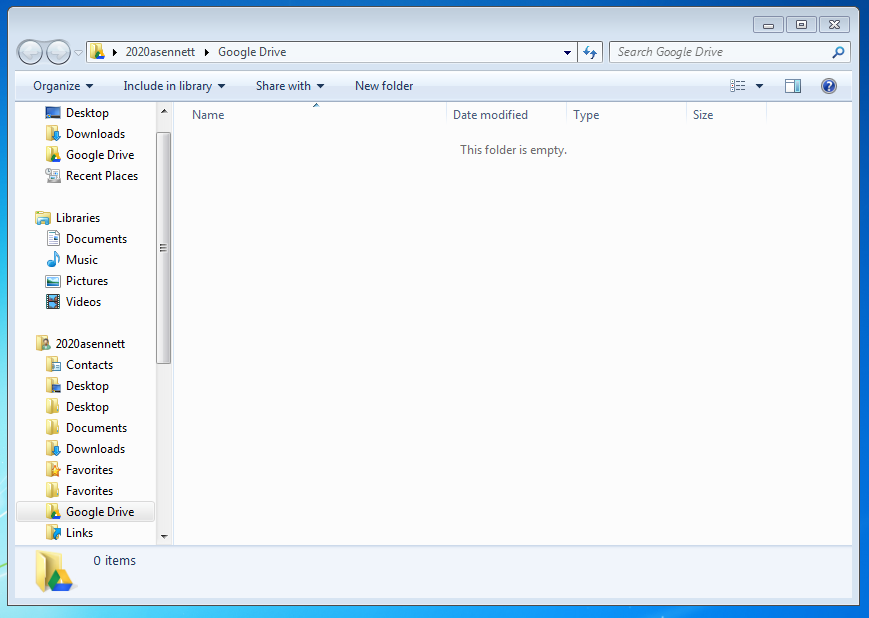 2020asennett Google Drive
Search Google Drive
Organize Include in library Share with New folder
Desktop
Downloads
Google Drive
Recent Places
Libraries
Documents
Music
Pictures
Videos
2020asennett
Contacts
Desktop
Desktop
Documents
Downloads
Favorites
Favorites
Google Drive
Links
Name Date modified Type Size
This folder is empty.
0 items